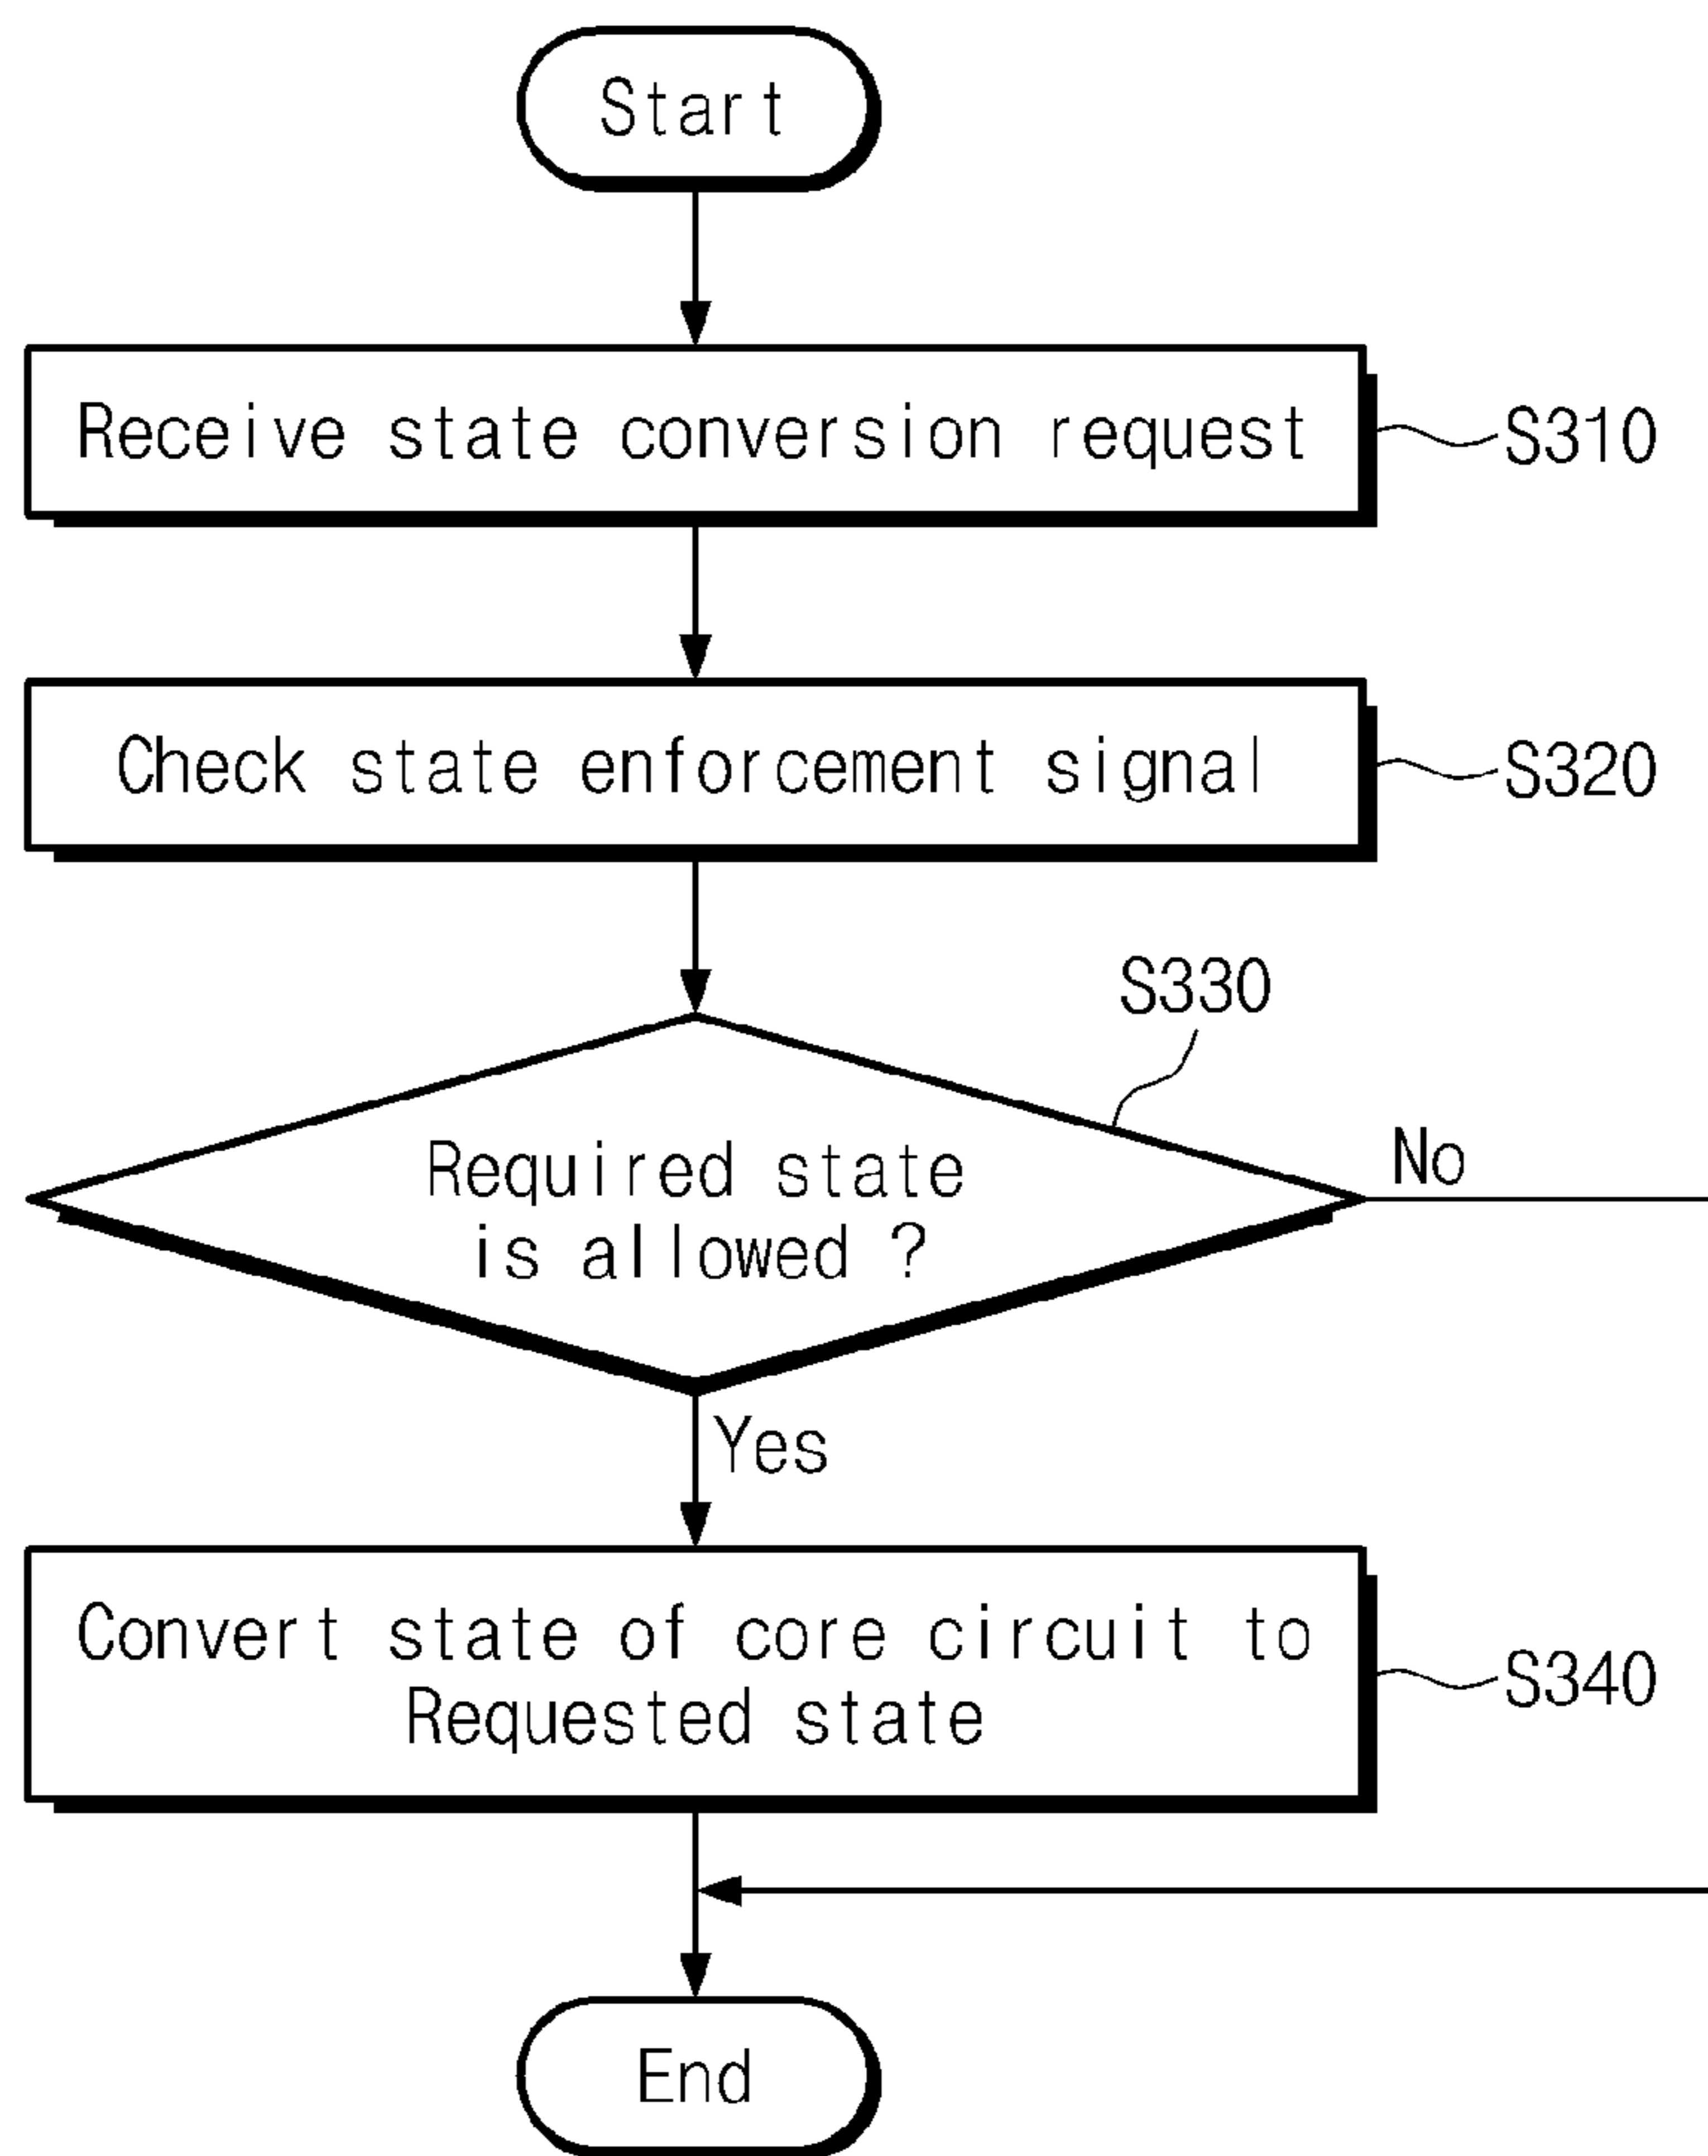 Start
Receive state conversion request
S310
Check state enforcement signal
S320
S330
Required state
is allowed ?
No
Yes
Convert state of core circuit to
Requested state
S340
End